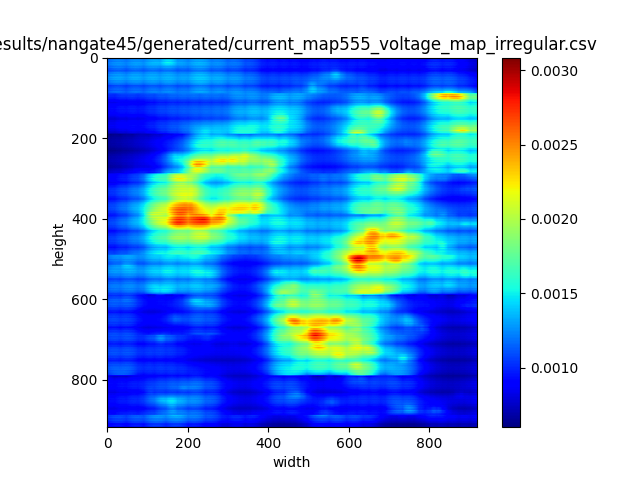 esults/nangate45/generated/current_map555_voltage_map_irregular.csv
0
200
400
600
800
height
0 200 400 600 800
width
0.0030
0.0025
0.0020
0.0015
0.0010